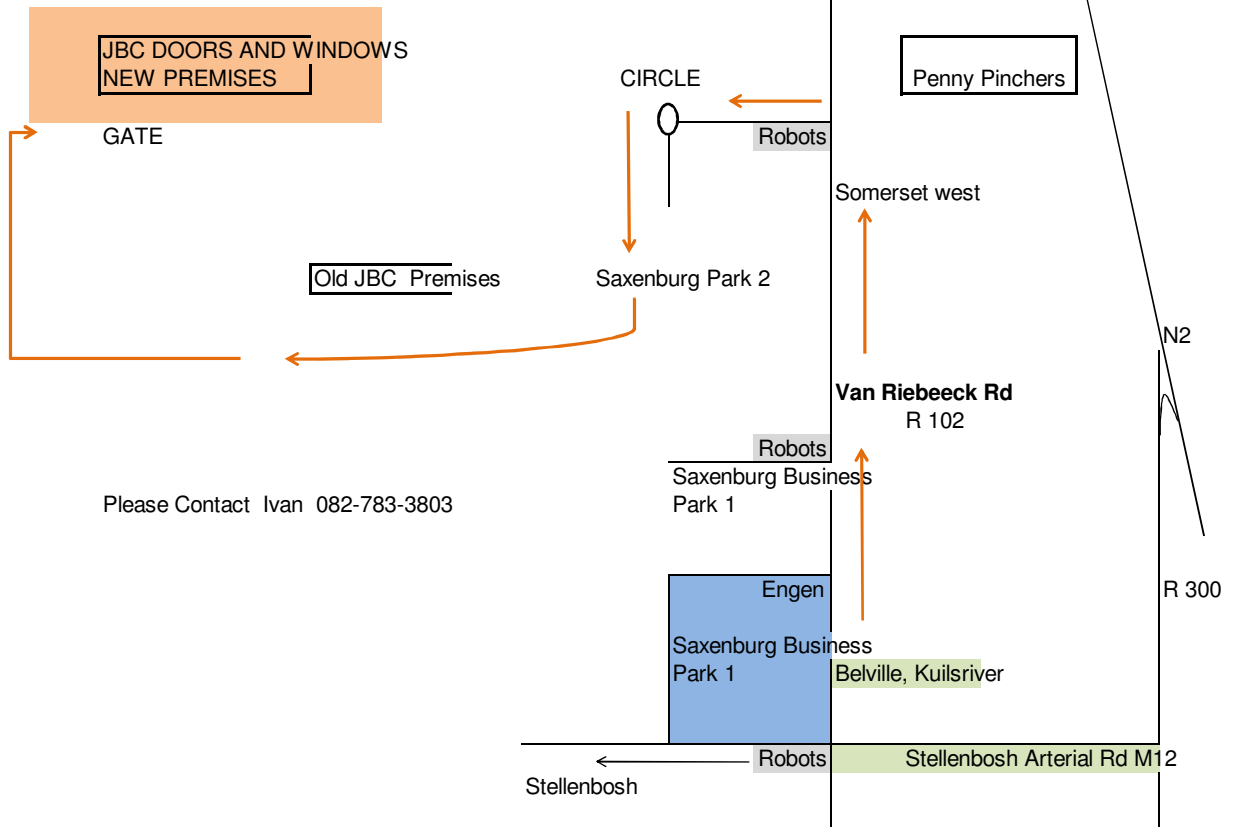 JBC DOORS AND WINDOWS
NEW PREMISES
CIRCLE
Penny Pinchers
GATE
Robots
Somerset west
Old JBC Premises
Saxenburg Park 2
N2
Van Riebeeck Rd
R 102
Robots
Saxenburg Business
Park 1
Please Contact Ivan 082-783-3803
Engen
R 300
Saxenburg Business
Park 1
Belville, Kuilsriver
Robots
Stellenbosh Arterial Rd M12
Stellenbosh